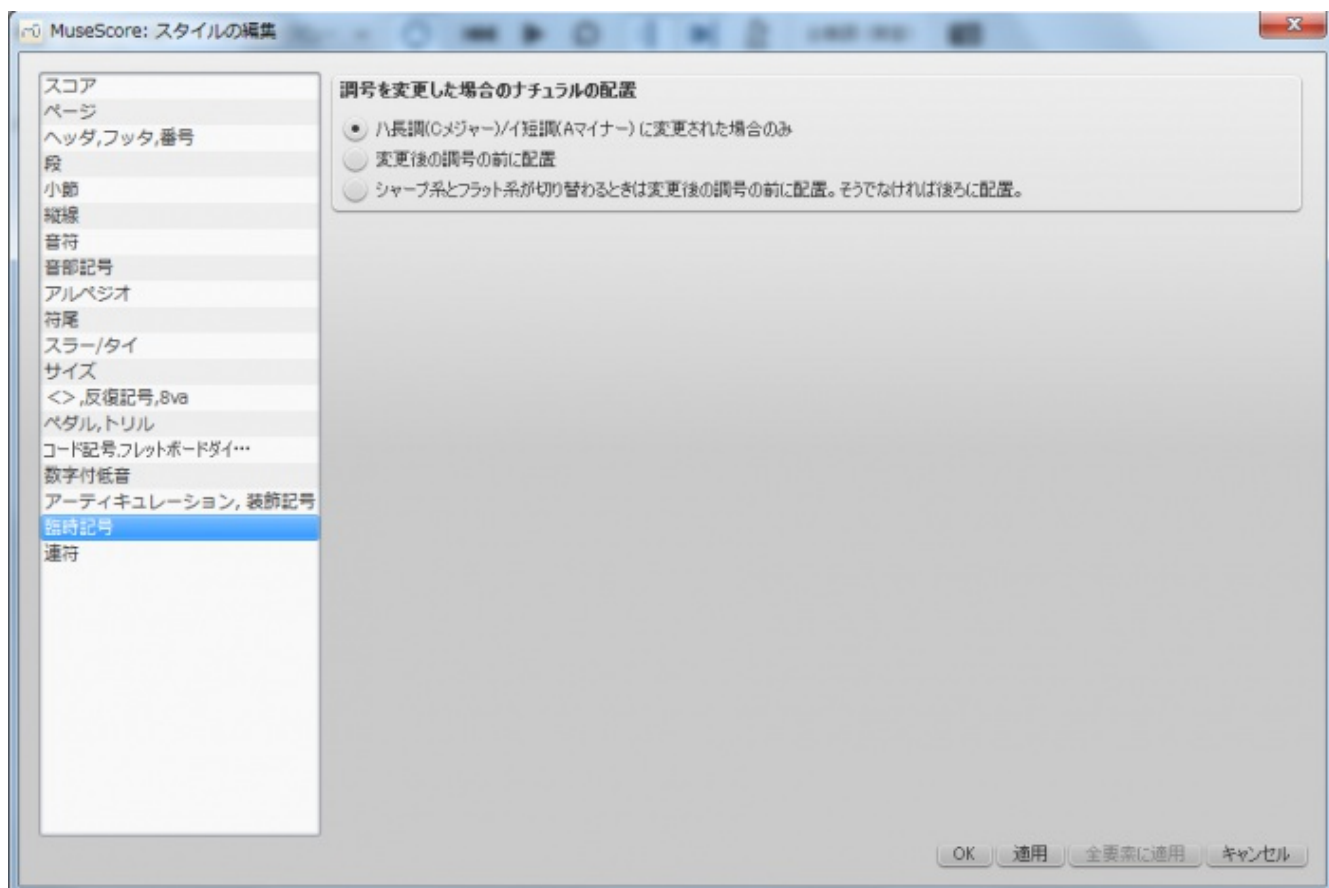 MuseScore: スタイルの編集
スコア
ページ
ヘッダ,フッタ,番号
段
小節
縦線
音符
音部記号
アルペジオ
符尾
スラー/タイ
サイズ
<> ,反復記号,8va
ペダル,トリル
コード記号,フレットボードダイ…
数字付低音
アーティキュレーション, 装飾記号
臨時記号
連符
調号を変更した場合のナチュラルの配置
ハ長調(Cメジャー)/イ短調(Aマイナー) に変更された場合のみ
変更後の調号の前に配置
シャープ系とフラット系が切り替わるときは変更後の調号の前に配置。そうでなければ後ろに配置。
OK 適用 全要素に適用 キャンセル